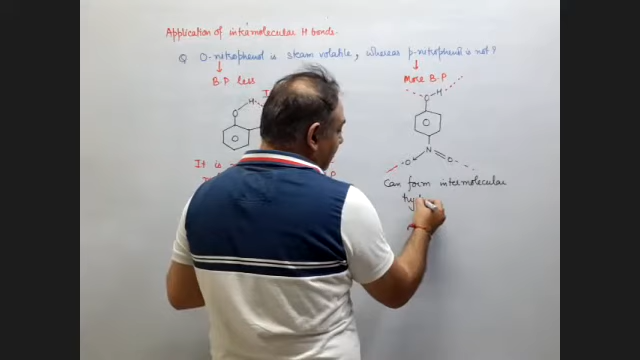 Application of intramolecular H bonds.
Q O-nitrophenol is steam volatile, whereas p-nitrophenol is not?
B.P less
More B.P
H
O
O
H
O
N
O
It is
P
Can form intermolecular
hy